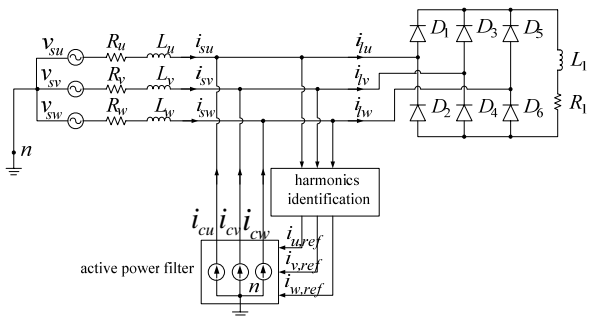 v_su R_u L_u i_su i_lu D_1 D_3 D_5
v_sv R_v L_v i_sv i_lv L_1
v_sw R_w L_w i_sw i_lw D_2 D_4 D_6 R_1
n
harmonics
identification
i_cu i_cv i_cw
i_u,ref
i_v,ref
i_w,ref
active power filter
n